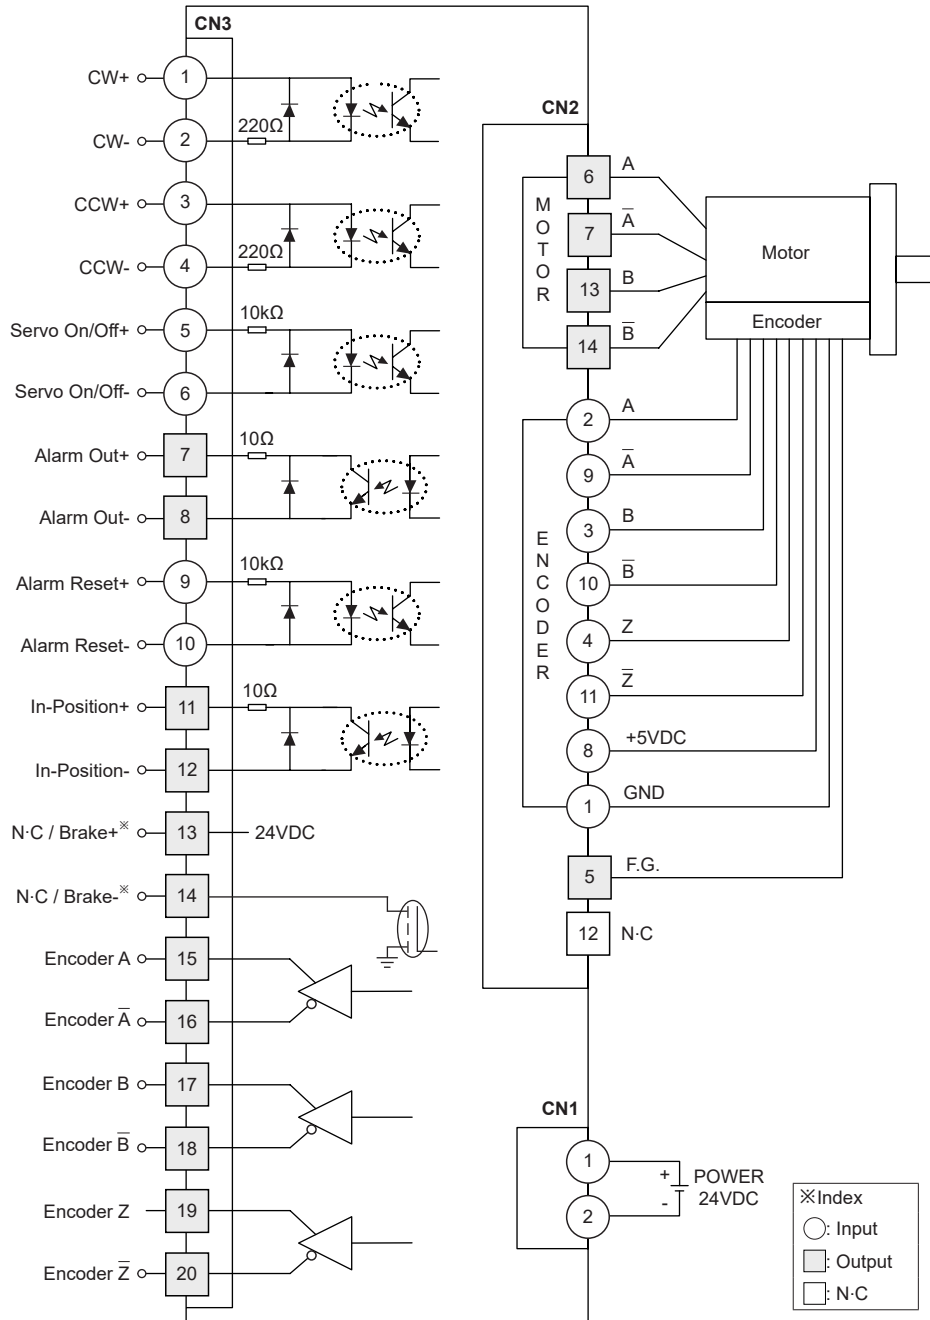 CN3
CW+ 1
CW- 2 220Ω
CCW+ 3
CCW- 4 220Ω
Servo On/Off+ 5 10kΩ
Servo On/Off- 6
Alarm Out+ 7 10Ω
Alarm Out- 8
Alarm Reset+ 9 10kΩ
Alarm Reset- 10
In-Position+ 11 10Ω
In-Position- 12
N·C / Brake+※ 13 24VDC
N·C / Brake-※ 14
Encoder A 15
Encoder A̅ 16
Encoder B 17
Encoder B̅ 18
Encoder Z 19
Encoder Z̅ 20
CN2
MOTOR
6 A
7 A̅
13 B
14 B̅
Motor
Encoder
ENCODER
2 A
9 A̅
3 B
10 B̅
4 Z
11 Z̅
8 +5VDC
1 GND
5 F.G.
12 N·C
CN1
1 +
2 -
POWER
24VDC
※Index
: Input
: Output
: N·C